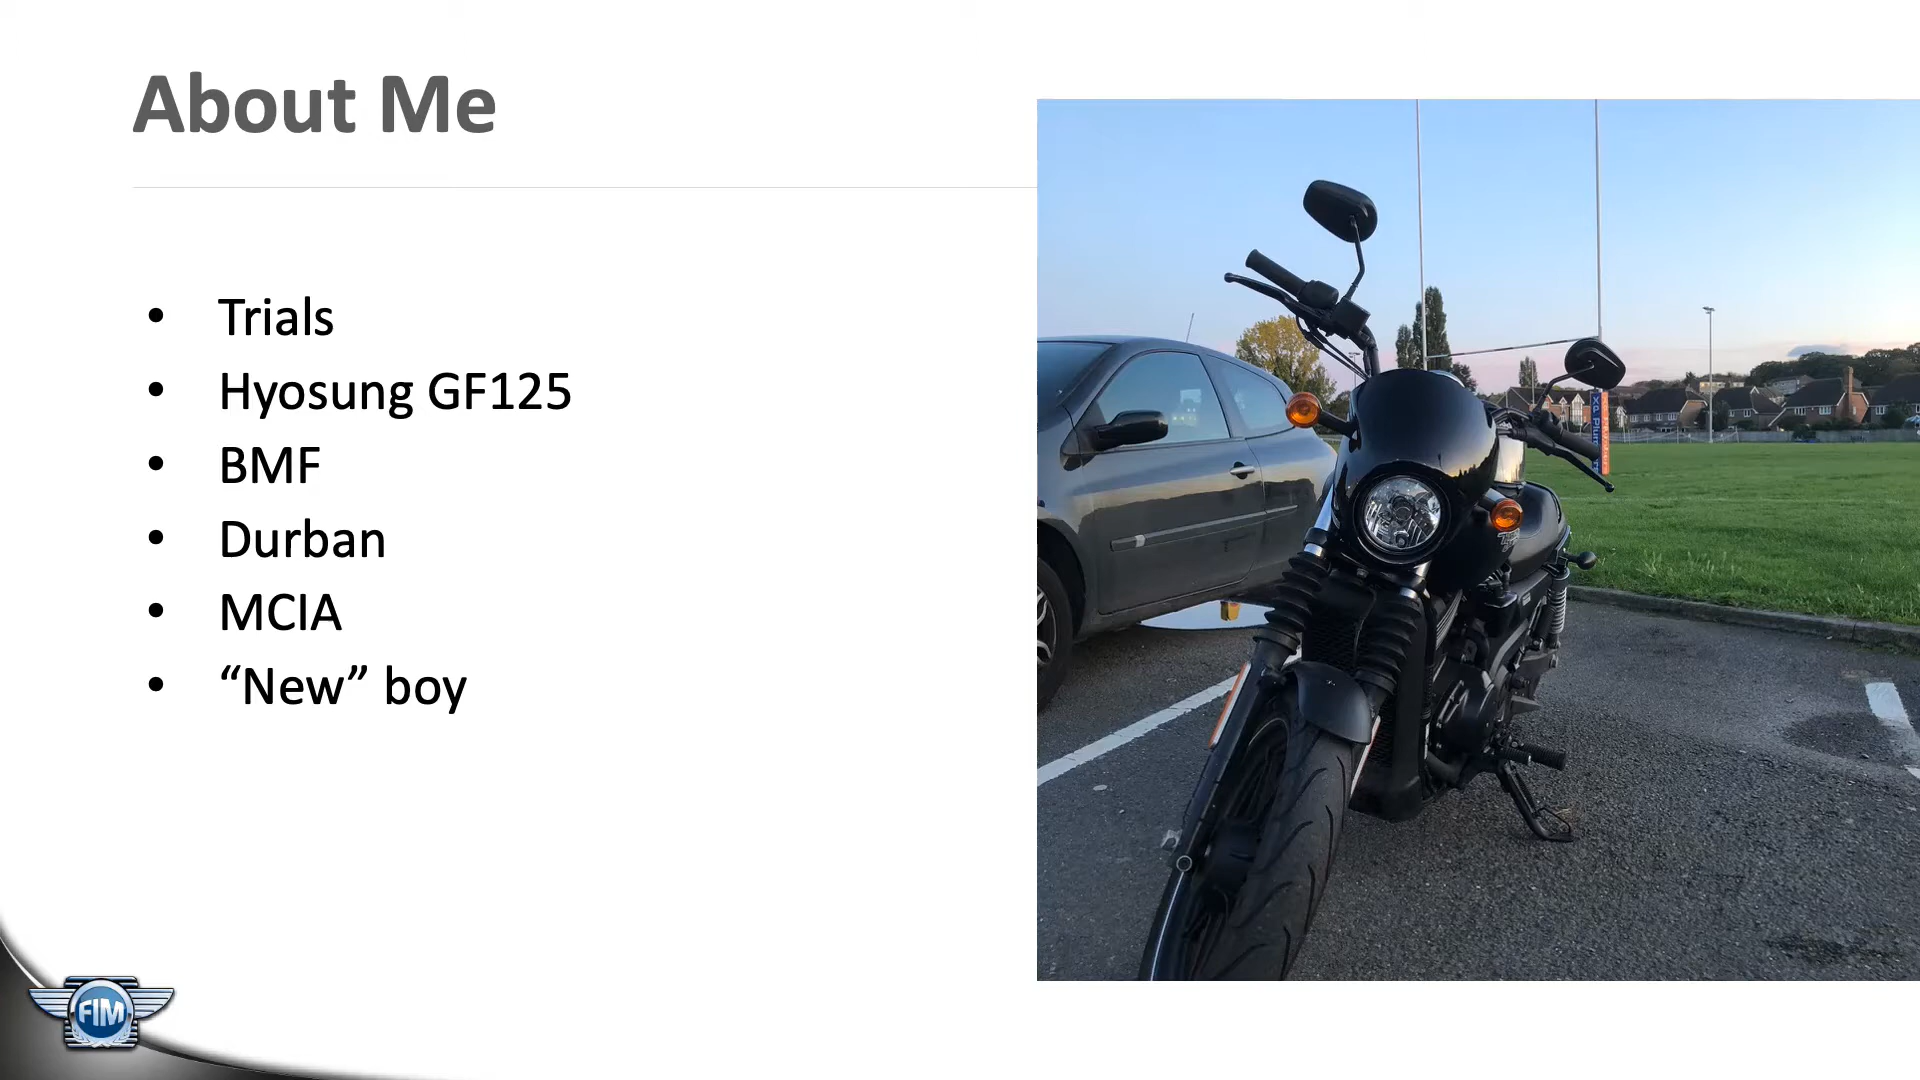 About Me
• Trials
• Hyosung GF125
• BMF
• Durban
• MCIA
• “New” boy
FIM